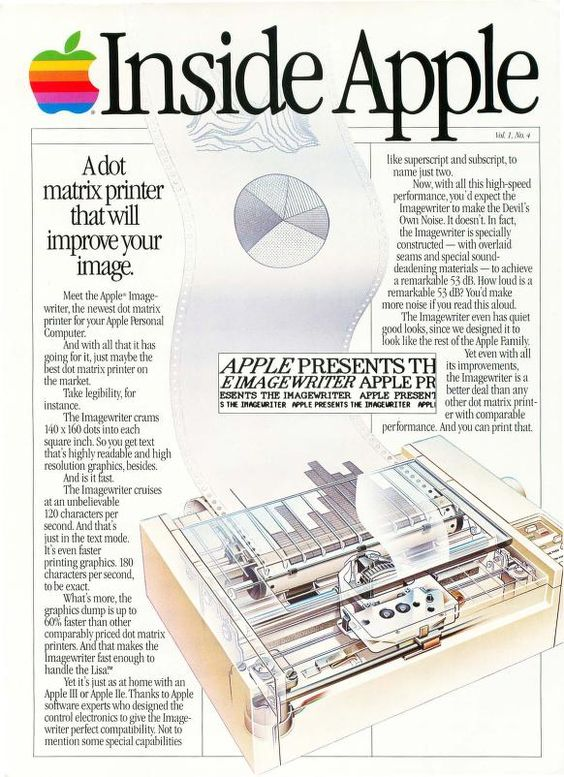 Inside Apple
Vol. 1, No. 4
A dot
matrix printer
that will
improve your
image.
Meet the Apple® Image-
writer, the newest dot matrix
printer for your Apple Personal
Computer.
And with all that it has
going for it, just maybe the
best dot matrix printer on
the market.
Take legibility, for
instance.
The Imagewriter crams
140 x 160 dots into each
square inch. So you get text
that's highly readable and high
resolution graphics, besides.
And is it fast.
The Imagewriter cruises
at an unbelievable
120 characters per
second. And that's
just in the text mode.
It's even faster
printing graphics. 180
characters per second,
to be exact.
What's more, the
graphics dump is up to
60% faster than other
comparably priced dot matrix
printers. And that makes the
Imagewriter fast enough to
handle the Lisa.™
Yet it's just as at home with an
Apple III or Apple IIe. Thanks to Apple
software experts who designed the
control electronics to give the Image-
writer perfect compatibility. Not to
mention some special capabilities
like superscript and subscript, to
name just two.
Now, with all this high-speed
performance, you'd expect the
Imagewriter to make the Devil's
Own Noise. It doesn't. In fact,
the Imagewriter is specially
constructed — with overlaid
seams and special sound-
deadening materials — to achieve
a remarkable 53 dB. How loud is a
remarkable 53 dB? You'd make
more noise if you read this aloud.
The Imagewriter even has quiet
good looks, since we designed it to
look like the rest of the Apple Family.
Yet even with all
its improvements,
the Imagewriter is a
better deal than any
other dot matrix print-
er with comparable
performance. And you can print that.
APPLE PRESENTS TH
E IMAGEWRITER APPLE PR
ESENTS THE IMAGEWRITER APPLE PRESENT
S THE IMAGEWRITER APPLE PRESENTS THE IMAGEWRITER APPL